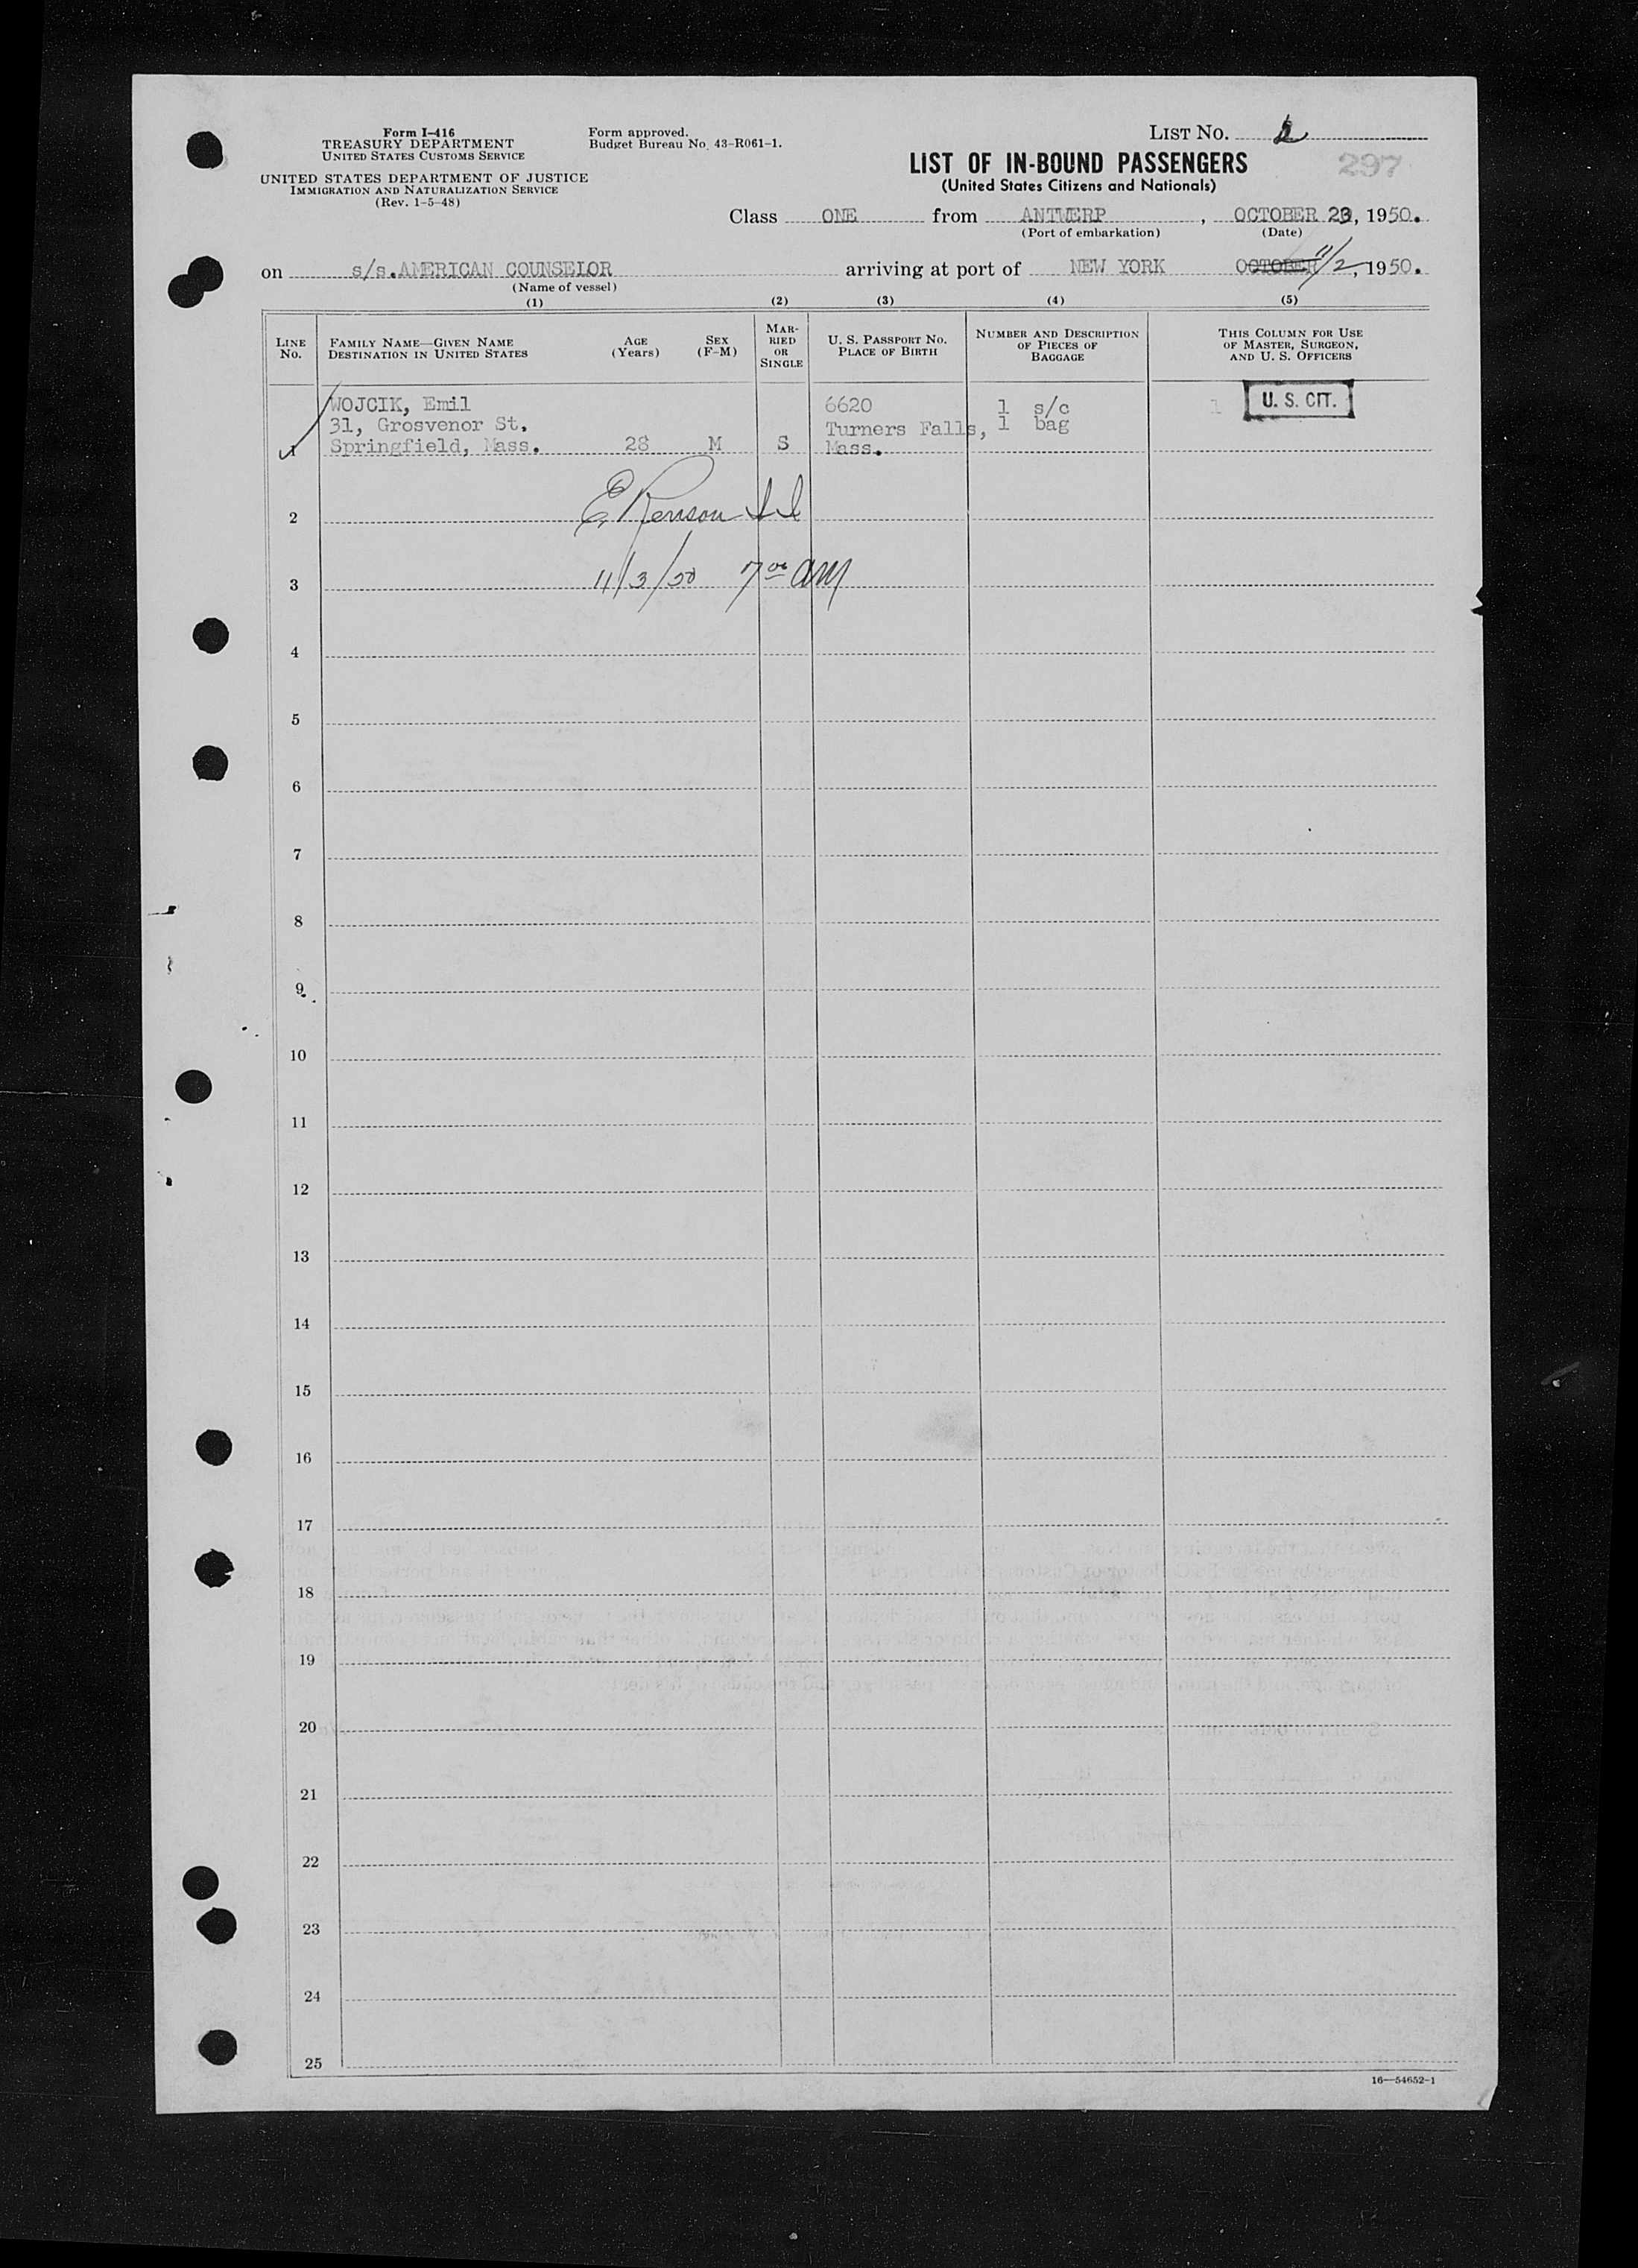 Form I-416
TREASURY DEPARTMENT
UNITED STATES CUSTOMS SERVICE
UNITED STATES DEPARTMENT OF JUSTICE
IMMIGRATION AND NATURALIZATION SERVICE
(Rev. 1-5-48)
Form approved.
Budget Bureau No. 43-R061-1.
LIST NO. 2
297
LIST OF IN-BOUND PASSENGERS
(United States Citizens and Nationals)
Class ONE from ANTWERP, OCTOBER 23, 1950.
(Port of embarkation) (Date)
on s/s.AMERICAN COUNSELOR arriving at port of NEW YORK OCTOBER 11/2, 1950.
(Name of vessel)
(1) (2) (3) (4) (5)
LINE No. FAMILY NAME—GIVEN NAME DESTINATION IN UNITED STATES AGE (Years) SEX (F-M) MARRIED OR SINGLE U. S. PASSPORT NO. PLACE OF BIRTH NUMBER AND DESCRIPTION OF PIECES OF BAGGAGE THIS COLUMN FOR USE OF MASTER, SURGEON, AND U. S. OFFICERS
WOJCIK, Emil 6620 1 s/c 1 U. S. CIT.
31, Grosvenor St. Turners Falls, 1 bag
1 Springfield, Mass. 28 M S Mass.
2 E Renson II
3 11/3/50 7 00 AM
4
5
6
7
8
9
10
11
12
13
14
15
16
17
18
19
20
21
22
23
24
25
16—54652-1